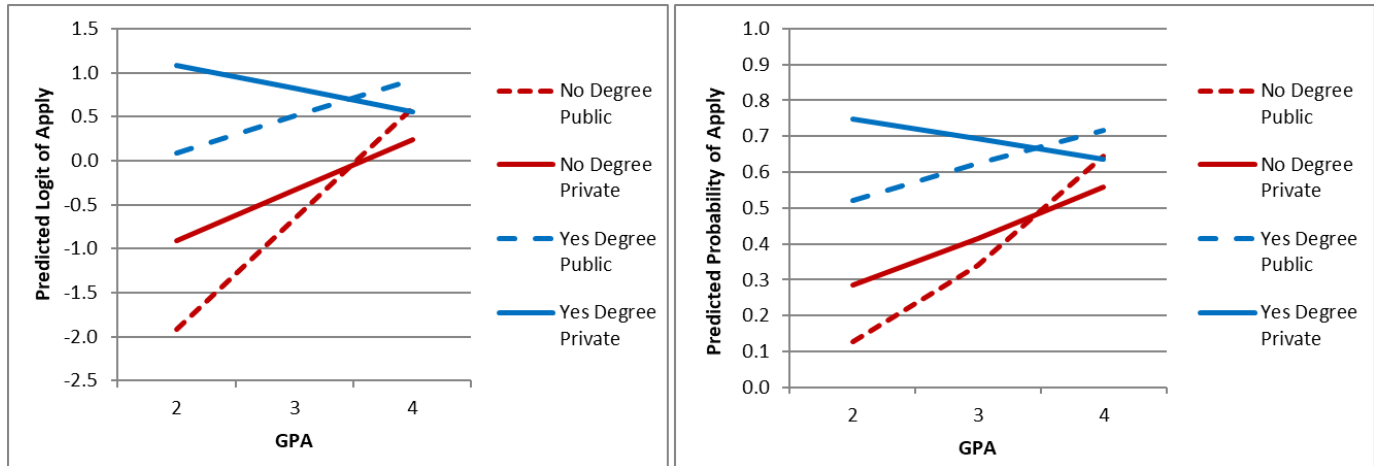 1.5
1.0
0.5
0.0
-0.5
-1.0
-1.5
-2.0
-2.5
Predicted Logit of Apply
2 3 4
GPA
No Degree
Public
No Degree
Private
Yes Degree
Public
Yes Degree
Private
1.0
0.9
0.8
0.7
0.6
0.5
0.4
0.3
0.2
0.1
0.0
Predicted Probability of Apply
2 3 4
GPA
No Degree
Public
No Degree
Private
Yes Degree
Public
Yes Degree
Private